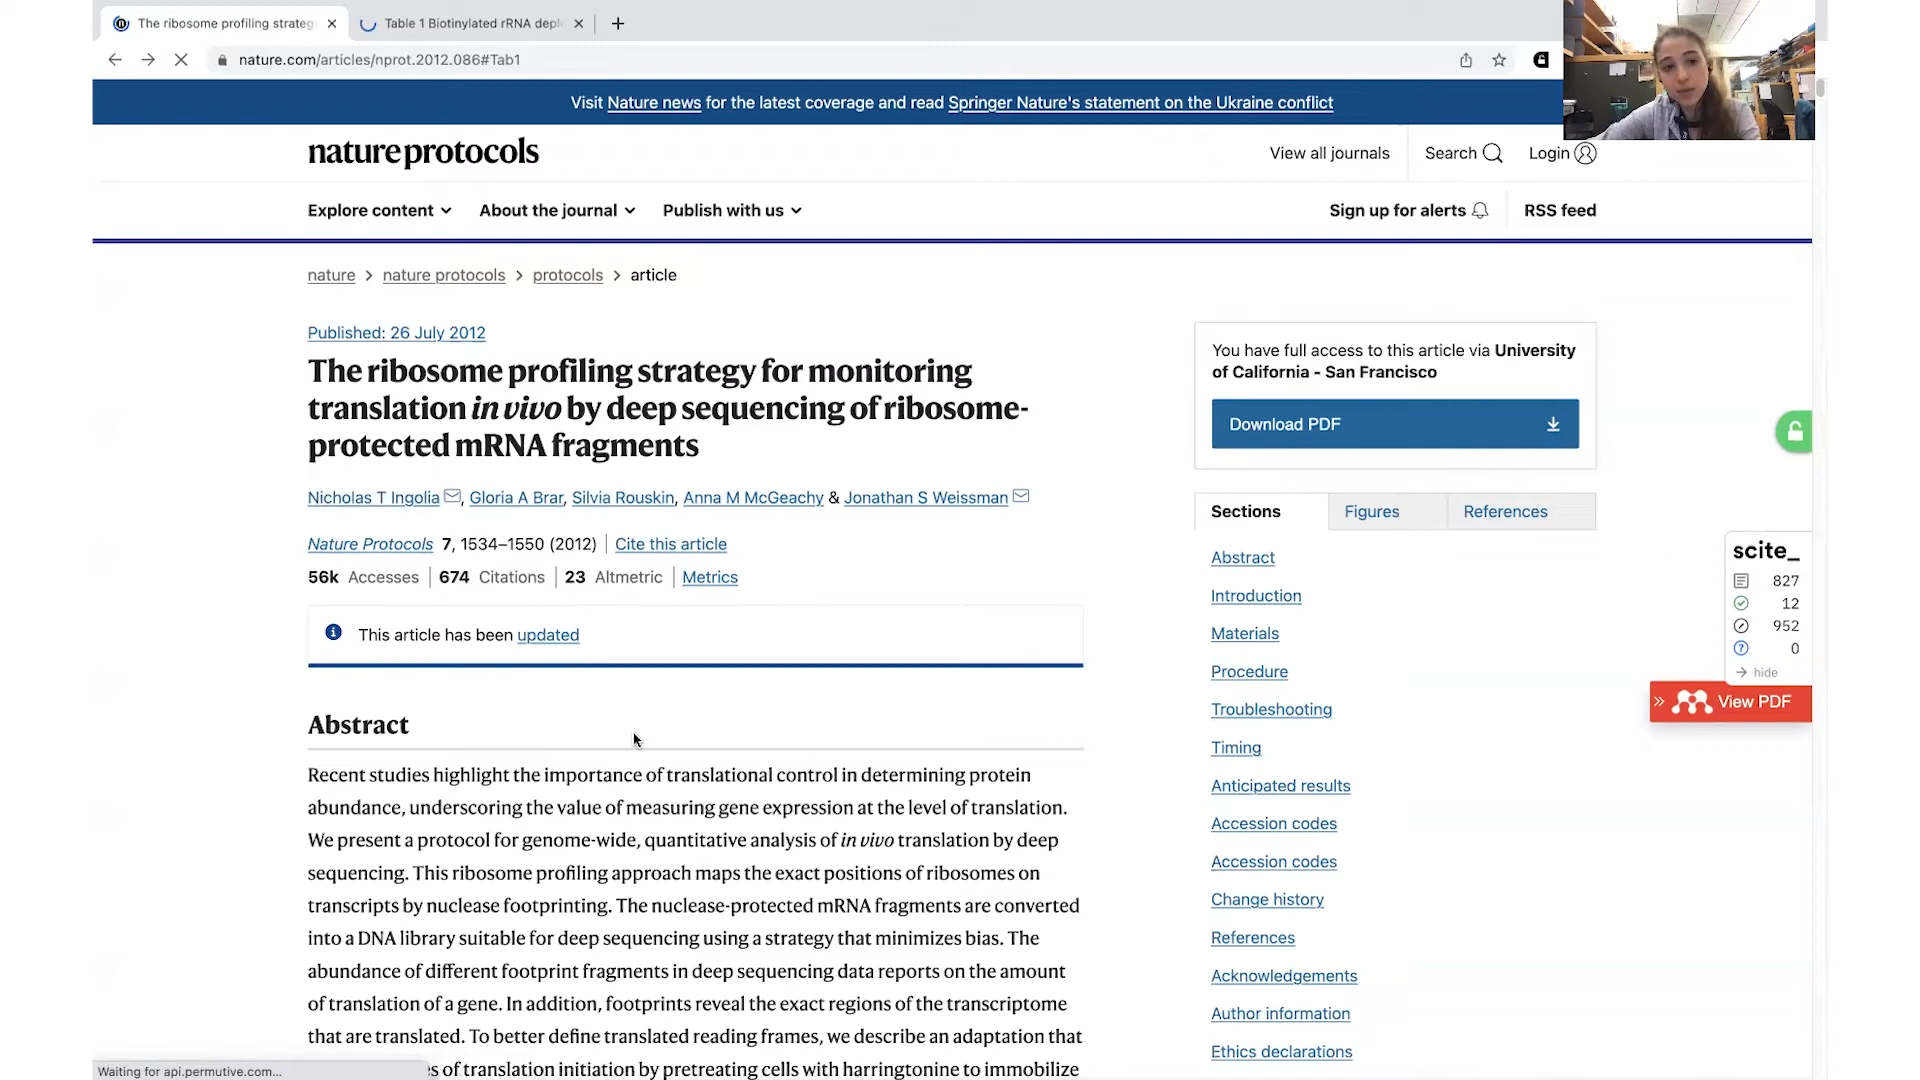 The ribosome profiling strateg
Table 1 Biotinylated rRNA depl
nature.com/articles/nprot.2012.086#Tab1
Visit Nature news for the latest coverage and read Springer Nature's statement on the Ukraine conflict
nature protocols
View all journals
Search
Login
Explore content
About the journal
Publish with us
Sign up for alerts
RSS feed
nature > nature protocols > protocols > article
Published: 26 July 2012
The ribosome profiling strategy for monitoring
translation in vivo by deep sequencing of ribosome-
protected mRNA fragments
Nicholas T Ingolia, Gloria A Brar, Silvia Rouskin, Anna M McGeachy & Jonathan S Weissman
Nature Protocols 7, 1534–1550 (2012) | Cite this article
56k Accesses | 674 Citations | 23 Altmetric | Metrics
This article has been updated
Abstract
Recent studies highlight the importance of translational control in determining protein
abundance, underscoring the value of measuring gene expression at the level of translation.
We present a protocol for genome-wide, quantitative analysis of in vivo translation by deep
sequencing. This ribosome profiling approach maps the exact positions of ribosomes on
transcripts by nuclease footprinting. The nuclease-protected mRNA fragments are converted
into a DNA library suitable for deep sequencing using a strategy that minimizes bias. The
abundance of different footprint fragments in deep sequencing data reports on the amount
of translation of a gene. In addition, footprints reveal the exact regions of the transcriptome
that are translated. To better define translated reading frames, we describe an adaptation that
s of translation initiation by pretreating cells with harringtonine to immobilize
Waiting for api.permutive.com...
You have full access to this article via University
of California - San Francisco
Download PDF
Sections
Figures
References
Abstract
Introduction
Materials
Procedure
Troubleshooting
Timing
Anticipated results
Accession codes
Accession codes
Change history
References
Acknowledgements
Author information
Ethics declarations
scite_
827
12
952
0
hide
View PDF